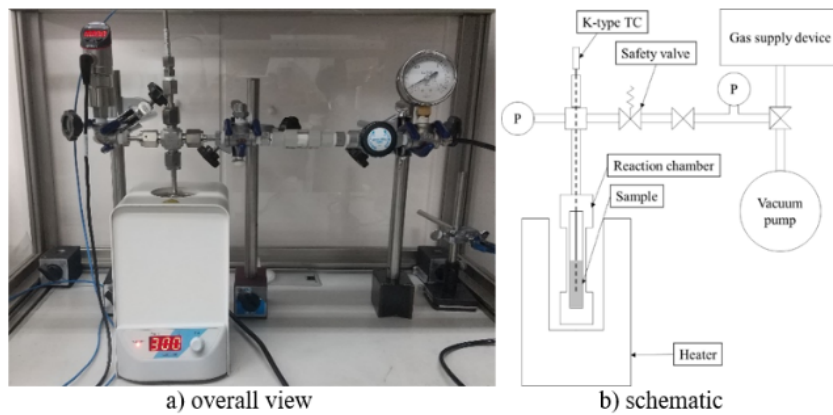 K-type TC
Gas supply device
Safety valve
P
P
Reaction chamber
Sample
Vacuum
pump
300
Heater
a) overall view
b) schematic